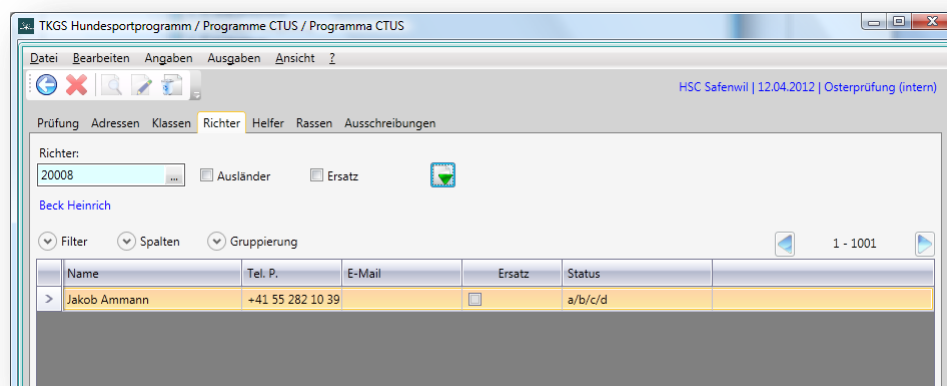 TKGS Hundesportprogramm / Programme CTUS / Programma CTUS
Datei Bearbeiten Angaben Ausgaben Ansicht ?
HSC Safenwil | 12.04.2012 | Osterprüfung (intern)
Prüfung Adressen Klassen Richter Helfer Rassen Ausschreibungen
Richter:
20008 ... Ausländer Ersatz
Beck Heinrich
Filter Spalten Gruppierung 1 - 1001
Name Tel. P. E-Mail Ersatz Status
> Jakob Ammann +41 55 282 10 39 a/b/c/d